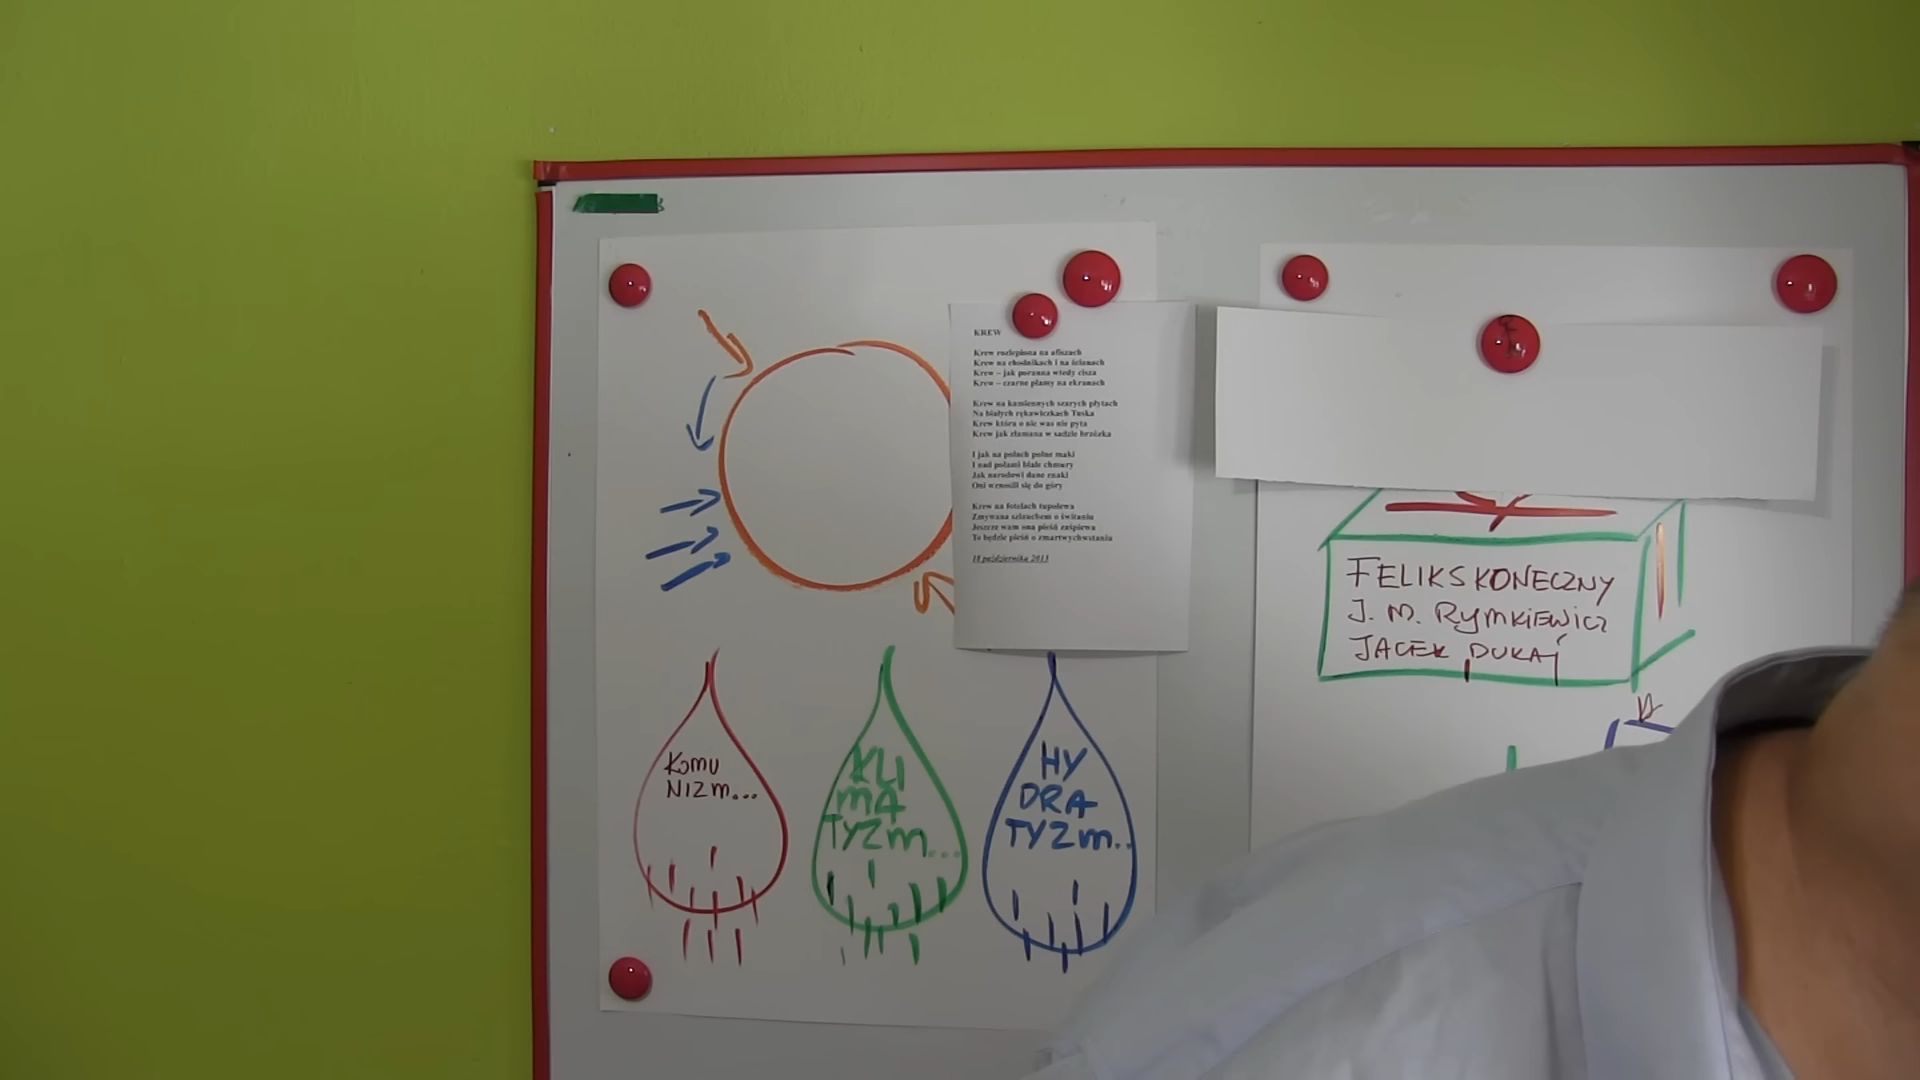 KREW
Krew rozlepiona na afiszach
Krew na chodnikach i na ścianach
Krew – jak poranna wtedy cisza
Krew – czarne plamy na ekranach
Krew na kamiennych szarych płytach
Na białych rękawiczkach Tuska
Krew która o nic was nie pyta
Krew jak złamana w sadzie brzózka
I jak na polach polne maki
I nad polami białe chmury
Jak narodowi dane znaki
Oni wznosili się do góry
Krew na fotelach tupolewa
Zmywana szlauchem o świtaniu
Jeszcze wam ona pieśń zaśpiewa
To będzie pieśń o zmartwychwstaniu
18 października 2013
KOMU
NIZM...
KLI
MA
TYZM...
HY
DRA
TYZM..
FELIKS KONECZNY
J. M. RYMKIEWICZ
JACEK DUKAJ